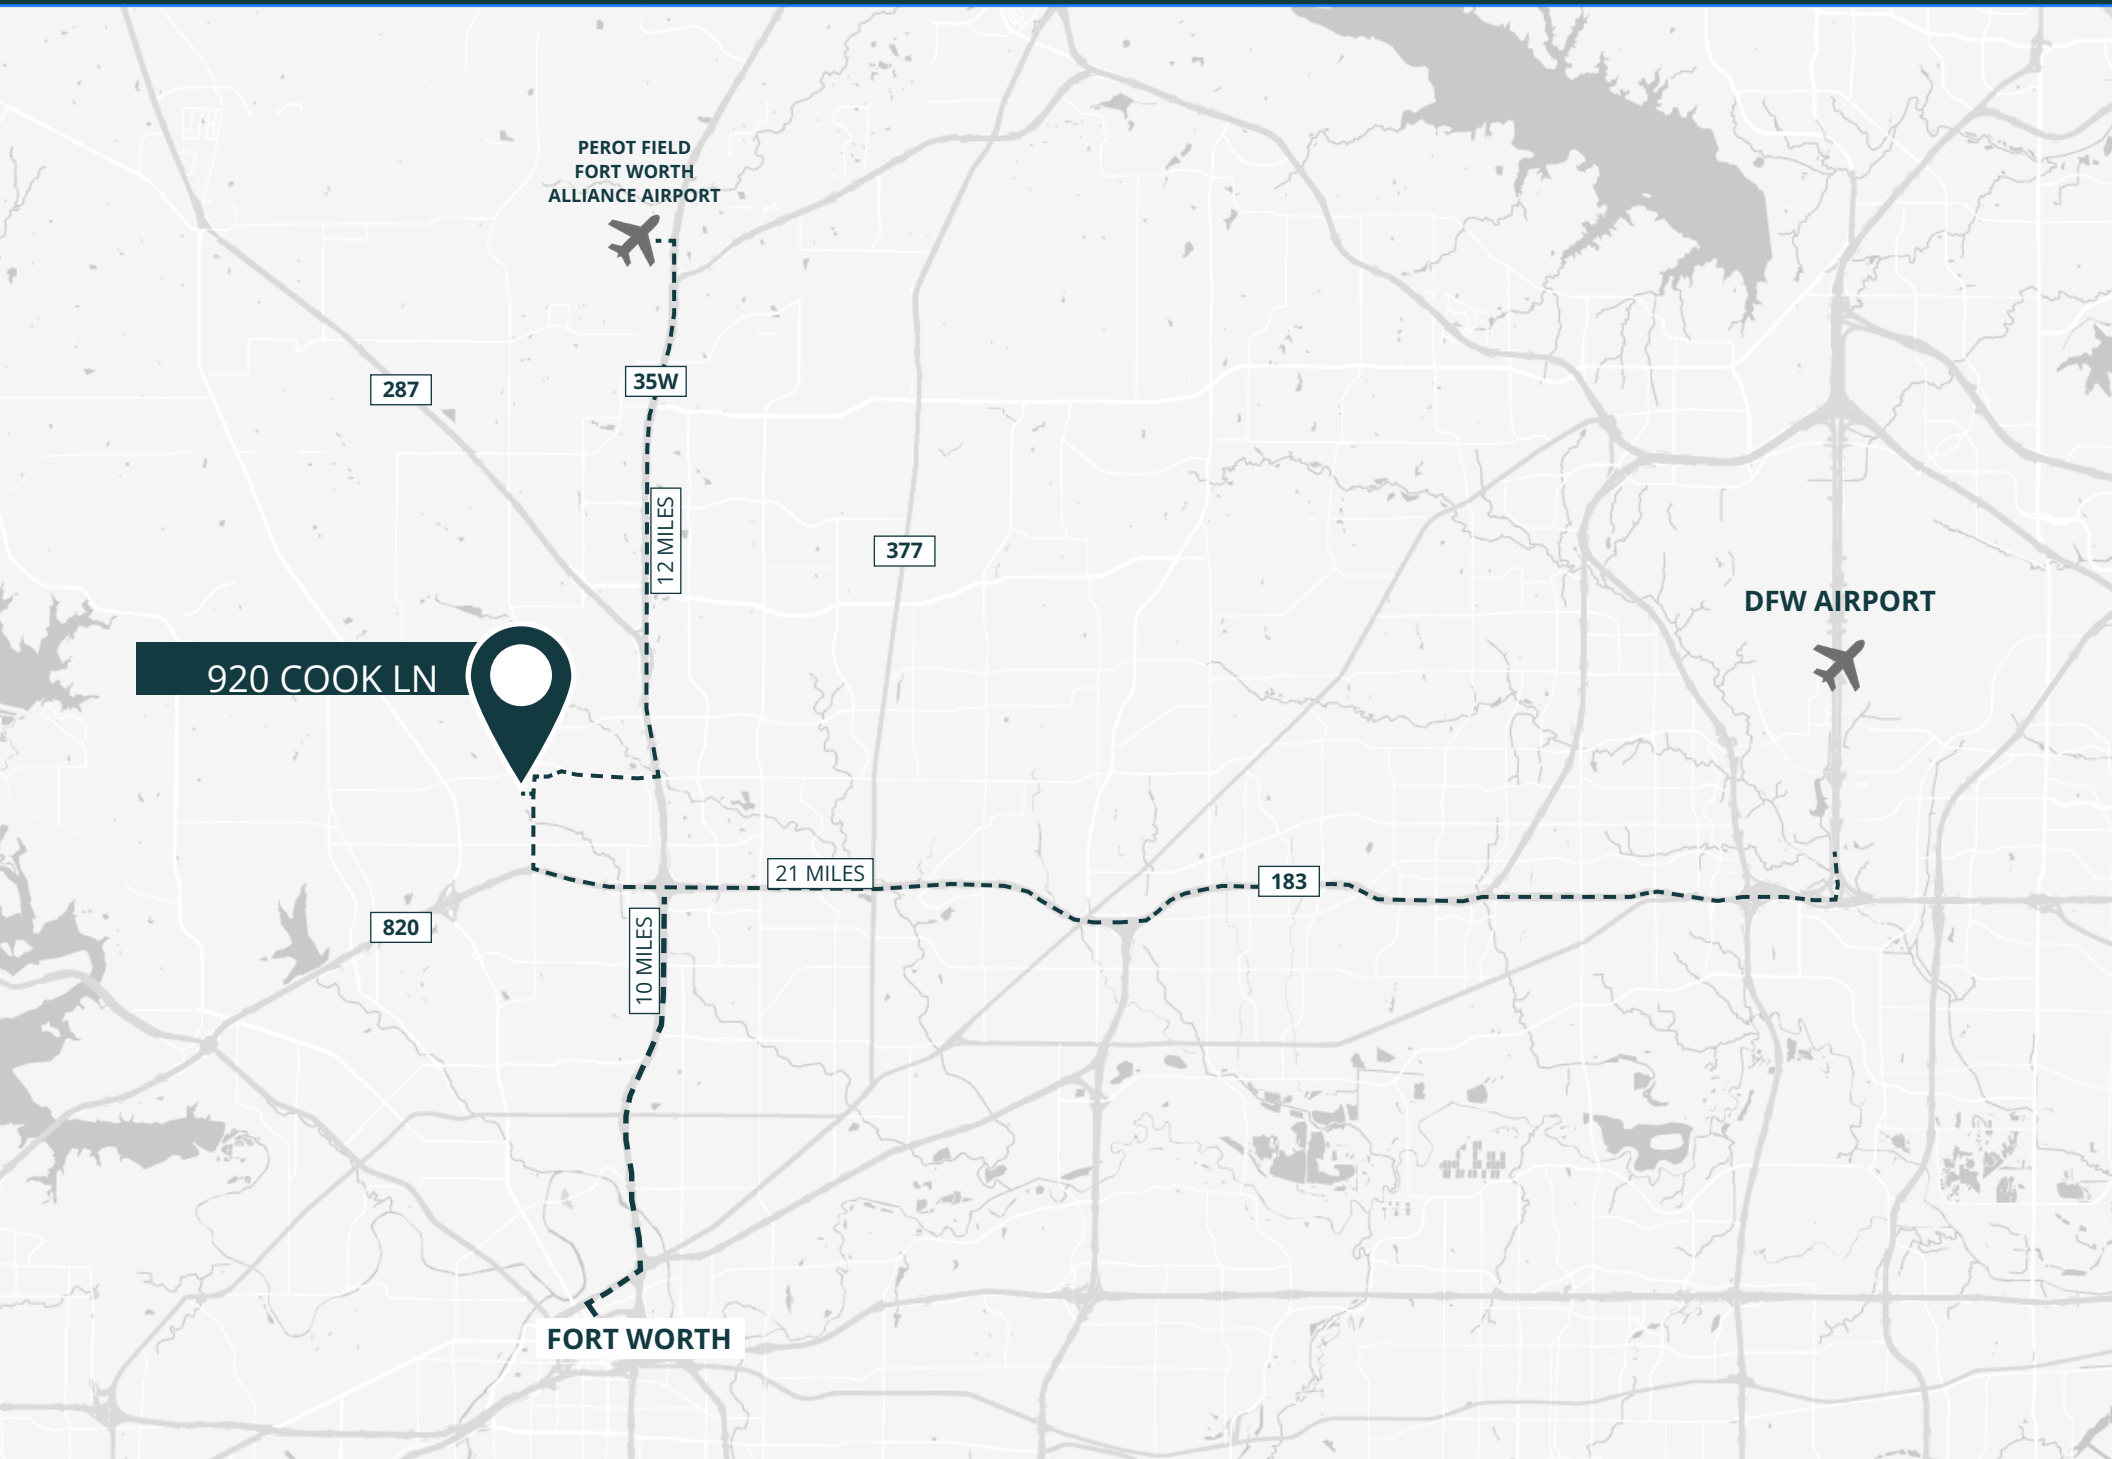 PEROT FIELD
FORT WORTH
ALLIANCE AIRPORT
35W
287
12 MILES
377
DFW AIRPORT
920 COOK LN
21 MILES
183
820
10 MILES
FORT WORTH